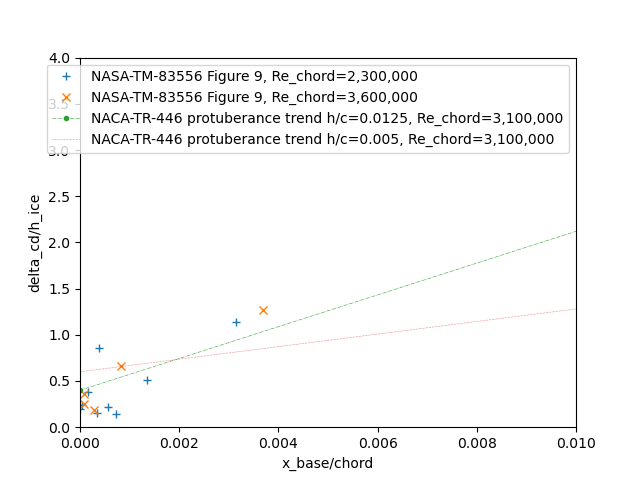 4.0
NASA-TM-83556 Figure 9, Re_chord=2,300,000
NASA-TM-83556 Figure 9, Re_chord=3,600,000
3.5
NACA-TR-446 protuberance trend h/c=0.0125, Re_chord=3,100,000
NACA-TR-446 protuberance trend h/c=0.005, Re_chord=3,100,000
3.0
2.5
2.0
delta_cd/h_ice
1.5
1.0
0.5
0.0
0.000 0.002 0.004 0.006 0.008 0.010
x_base/chord